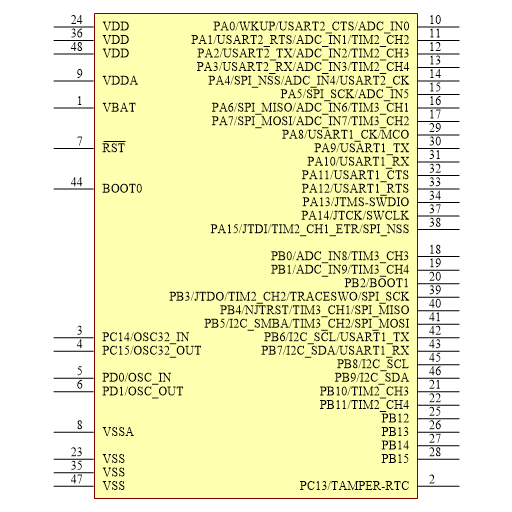 24 VDD PA0/WKUP/USART2_CTS/ADC_IN0 10
36 VDD PA1/USART2_RTS/ADC_IN1/TIM2_CH2 11
48 VDD PA2/USART2_TX/ADC_IN2/TIM2_CH3 12
PA3/USART2_RX/ADC_IN3/TIM2_CH4 13
9 VDDA PA4/SPI_NSS/ADC_IN4/USART2_CK 14
PA5/SPI_SCK/ADC_IN5 15
1 VBAT PA6/SPI_MISO/ADC_IN6/TIM3_CH1 16
PA7/SPI_MOSI/ADC_IN7/TIM3_CH2 17
PA8/USART1_CK/MCO 29
7 RST PA9/USART1_TX 30
PA10/USART1_RX 31
PA11/USART1_CTS 32
44 BOOT0 PA12/USART1_RTS 33
PA13/JTMS-SWDIO 34
PA14/JTCK/SWCLK 37
PA15/JTDI/TIM2_CH1_ETR/SPI_NSS 38
PB0/ADC_IN8/TIM3_CH3 18
PB1/ADC_IN9/TIM3_CH4 19
PB2/BOOT1 20
PB3/JTDO/TIM2_CH2/TRACESWO/SPI_SCK 39
PB4/NJTRST/TIM3_CH1/SPI_MISO 40
PB5/I2C_SMBA/TIM3_CH2/SPI_MOSI 41
3 PC14/OSC32_IN PB6/I2C_SCL/USART1_TX 42
4 PC15/OSC32_OUT PB7/I2C_SDA/USART1_RX 43
PB8/I2C_SCL 45
5 PD0/OSC_IN PB9/I2C_SDA 46
6 PD1/OSC_OUT PB10/TIM2_CH3 21
PB11/TIM2_CH4 22
PB12 25
8 VSSA PB13 26
PB14 27
23 VSS PB15 28
35 VSS
47 VSS PC13/TAMPER-RTC 2